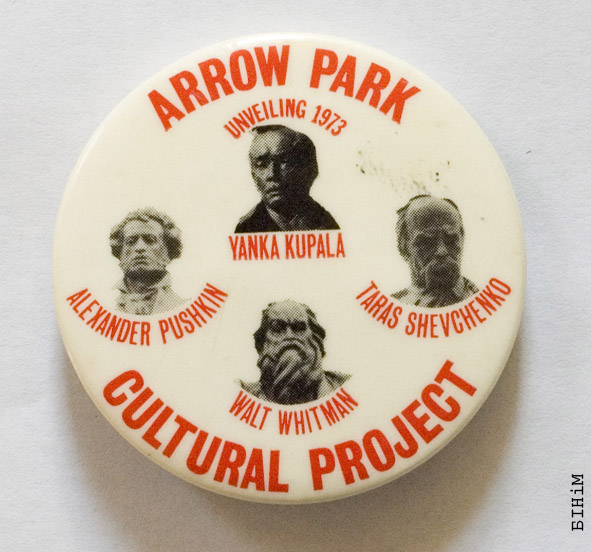 ARROW PARK
UNVEILING 1973
YANKA KUPALA
ALEXANDER PUSHKIN
TARAS SHEVCHENKO
WALT WHITMAN
CULTURAL PROJECT
БІНіМ